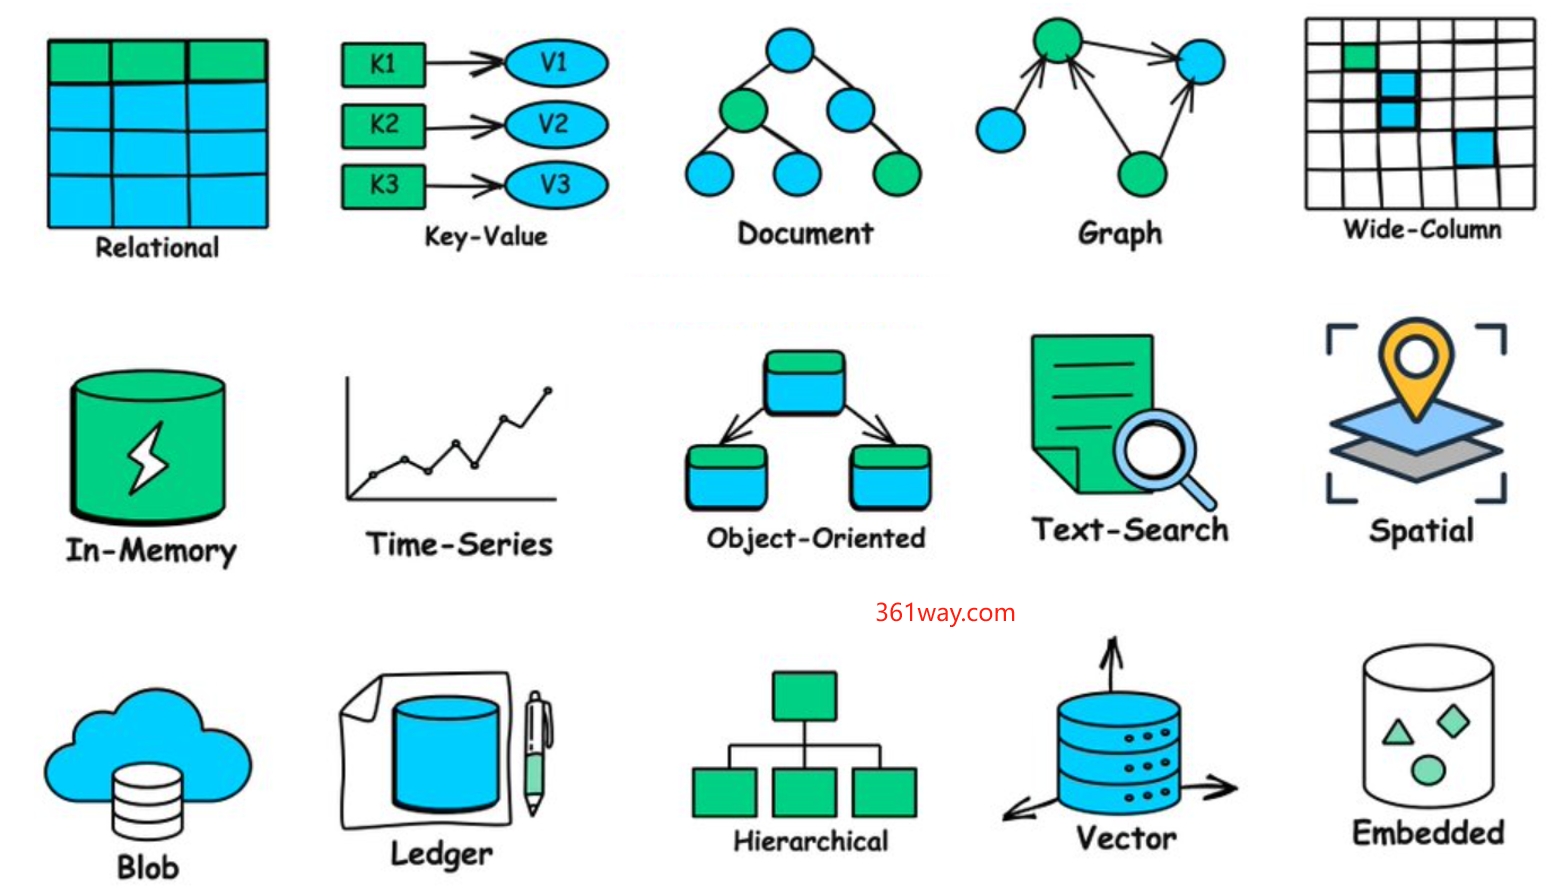 K1
V1
K2
V2
K3
V3
Relational
Key-Value
Document
Graph
Wide-Column
In-Memory
Time-Series
Object-Oriented
Text-Search
Spatial
361way.com
Blob
Ledger
Hierarchical
Vector
Embedded